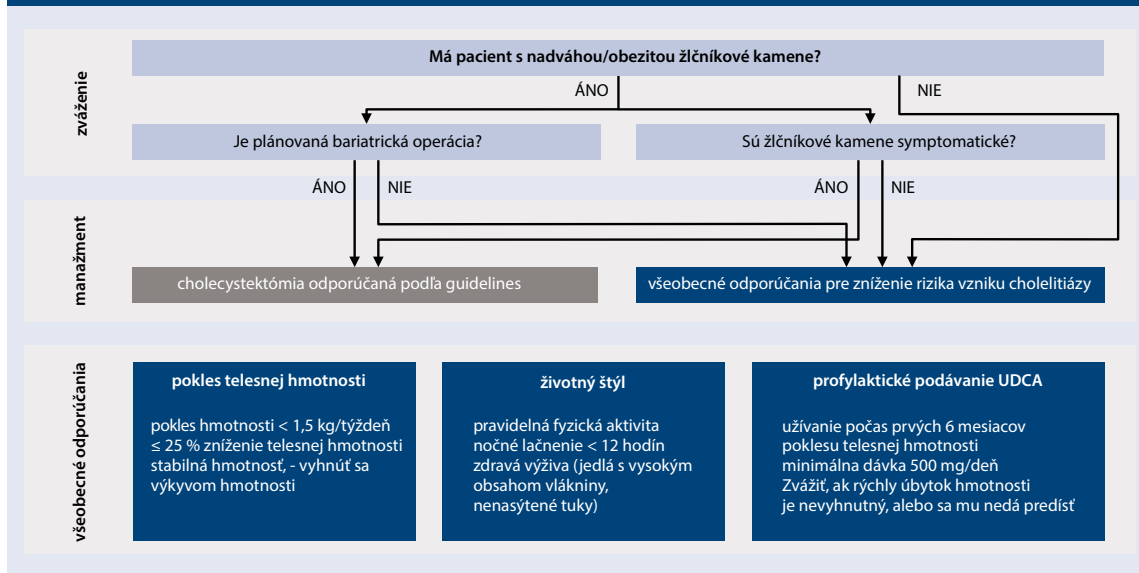 zváženie
Má pacient s nadváhou/obezitou žlčníkové kamene?
ÁNO
NIE
Je plánovaná bariatrická operácia?
Sú žlčníkové kamene symptomatické?
ÁNO
NIE
ÁNO
NIE
manažment
cholecystektómia odporúčaná podľa guidelines
všeobecné odporúčania pre zníženie rizika vzniku cholelitiázy
všeobecné odporúčania
pokles telesnej hmotnosti
pokles hmotnosti < 1,5 kg/týždeň
≤ 25 % zníženie telesnej hmotnosti
stabilná hmotnosť, - vyhnúť sa
výkyvom hmotnosti
životný štýl
pravidelná fyzická aktivita
nočné lačnenie < 12 hodín
zdravá výživa (jedlá s vysokým
obsahom vlákniny,
nenasýtené tuky)
profylaktické podávanie UDCA
užívanie počas prvých 6 mesiacov
poklesu telesnej hmotnosti
minimálna dávka 500 mg/deň
Zvážiť, ak rýchly úbytok hmotnosti
je nevyhnutný, alebo sa mu nedá predísť